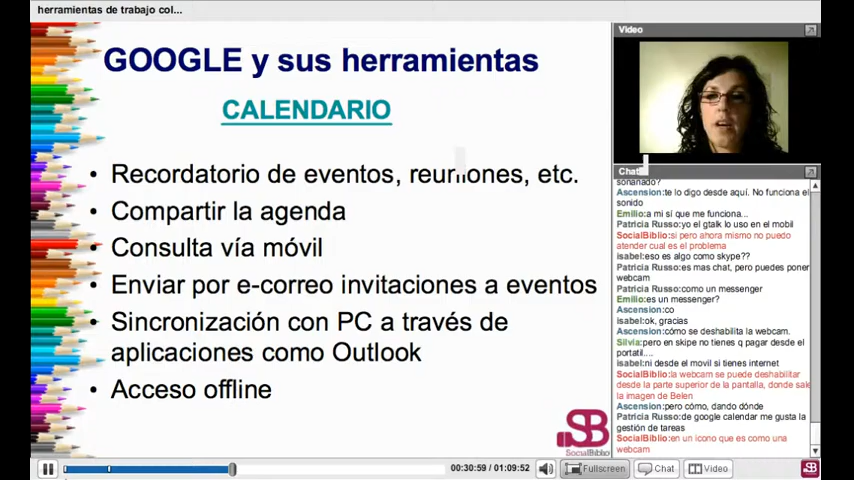 herramientas de trabajo col...
GOOGLE y sus herramientas
CALENDARIO
• Recordatorio de eventos, reuniones, etc.
• Compartir la agenda
• Consulta vía móvil
• Enviar por e-correo invitaciones a eventos
• Sincronización con PC a través de
aplicaciones como Outlook
• Acceso offline
SB
SocialBiblio
Video
Chat
sonando?
Ascension:te lo digo desde aquí. No funciona el
sonido
Emilio:a mi sí que me funciona...
Patricia Russo:yo el gtalk lo uso en el mobil
SocialBiblio:si pero ahora mismo no puedo
atender cual es el problema
isabel:eso es algo como skype??
Patricia Russo:es mas chat, pero puedes poner
webcam
Patricia Russo:como un messenger
Emilio:es un messenger?
Ascension:co
isabel:ok, gracias
Ascension:cómo se deshabilita la webcam.
Silvia:pero en skipe no tienes q pagar desde el
portatil....
isabel:ni desde el movil si tienes internet
SocialBiblio:la webcam se puede deshabilitar
desde la parte superior de la pantalla, donde sale
la imagen de Belen
Ascension:pero cómo, dando dónde
Patricia Russo:de google calendar me gusta la
gestión de tareas
SocialBiblio:en un icono que es como una
webcam
00:30:59 / 01:09:52
Fullscreen
Chat
Video
SB